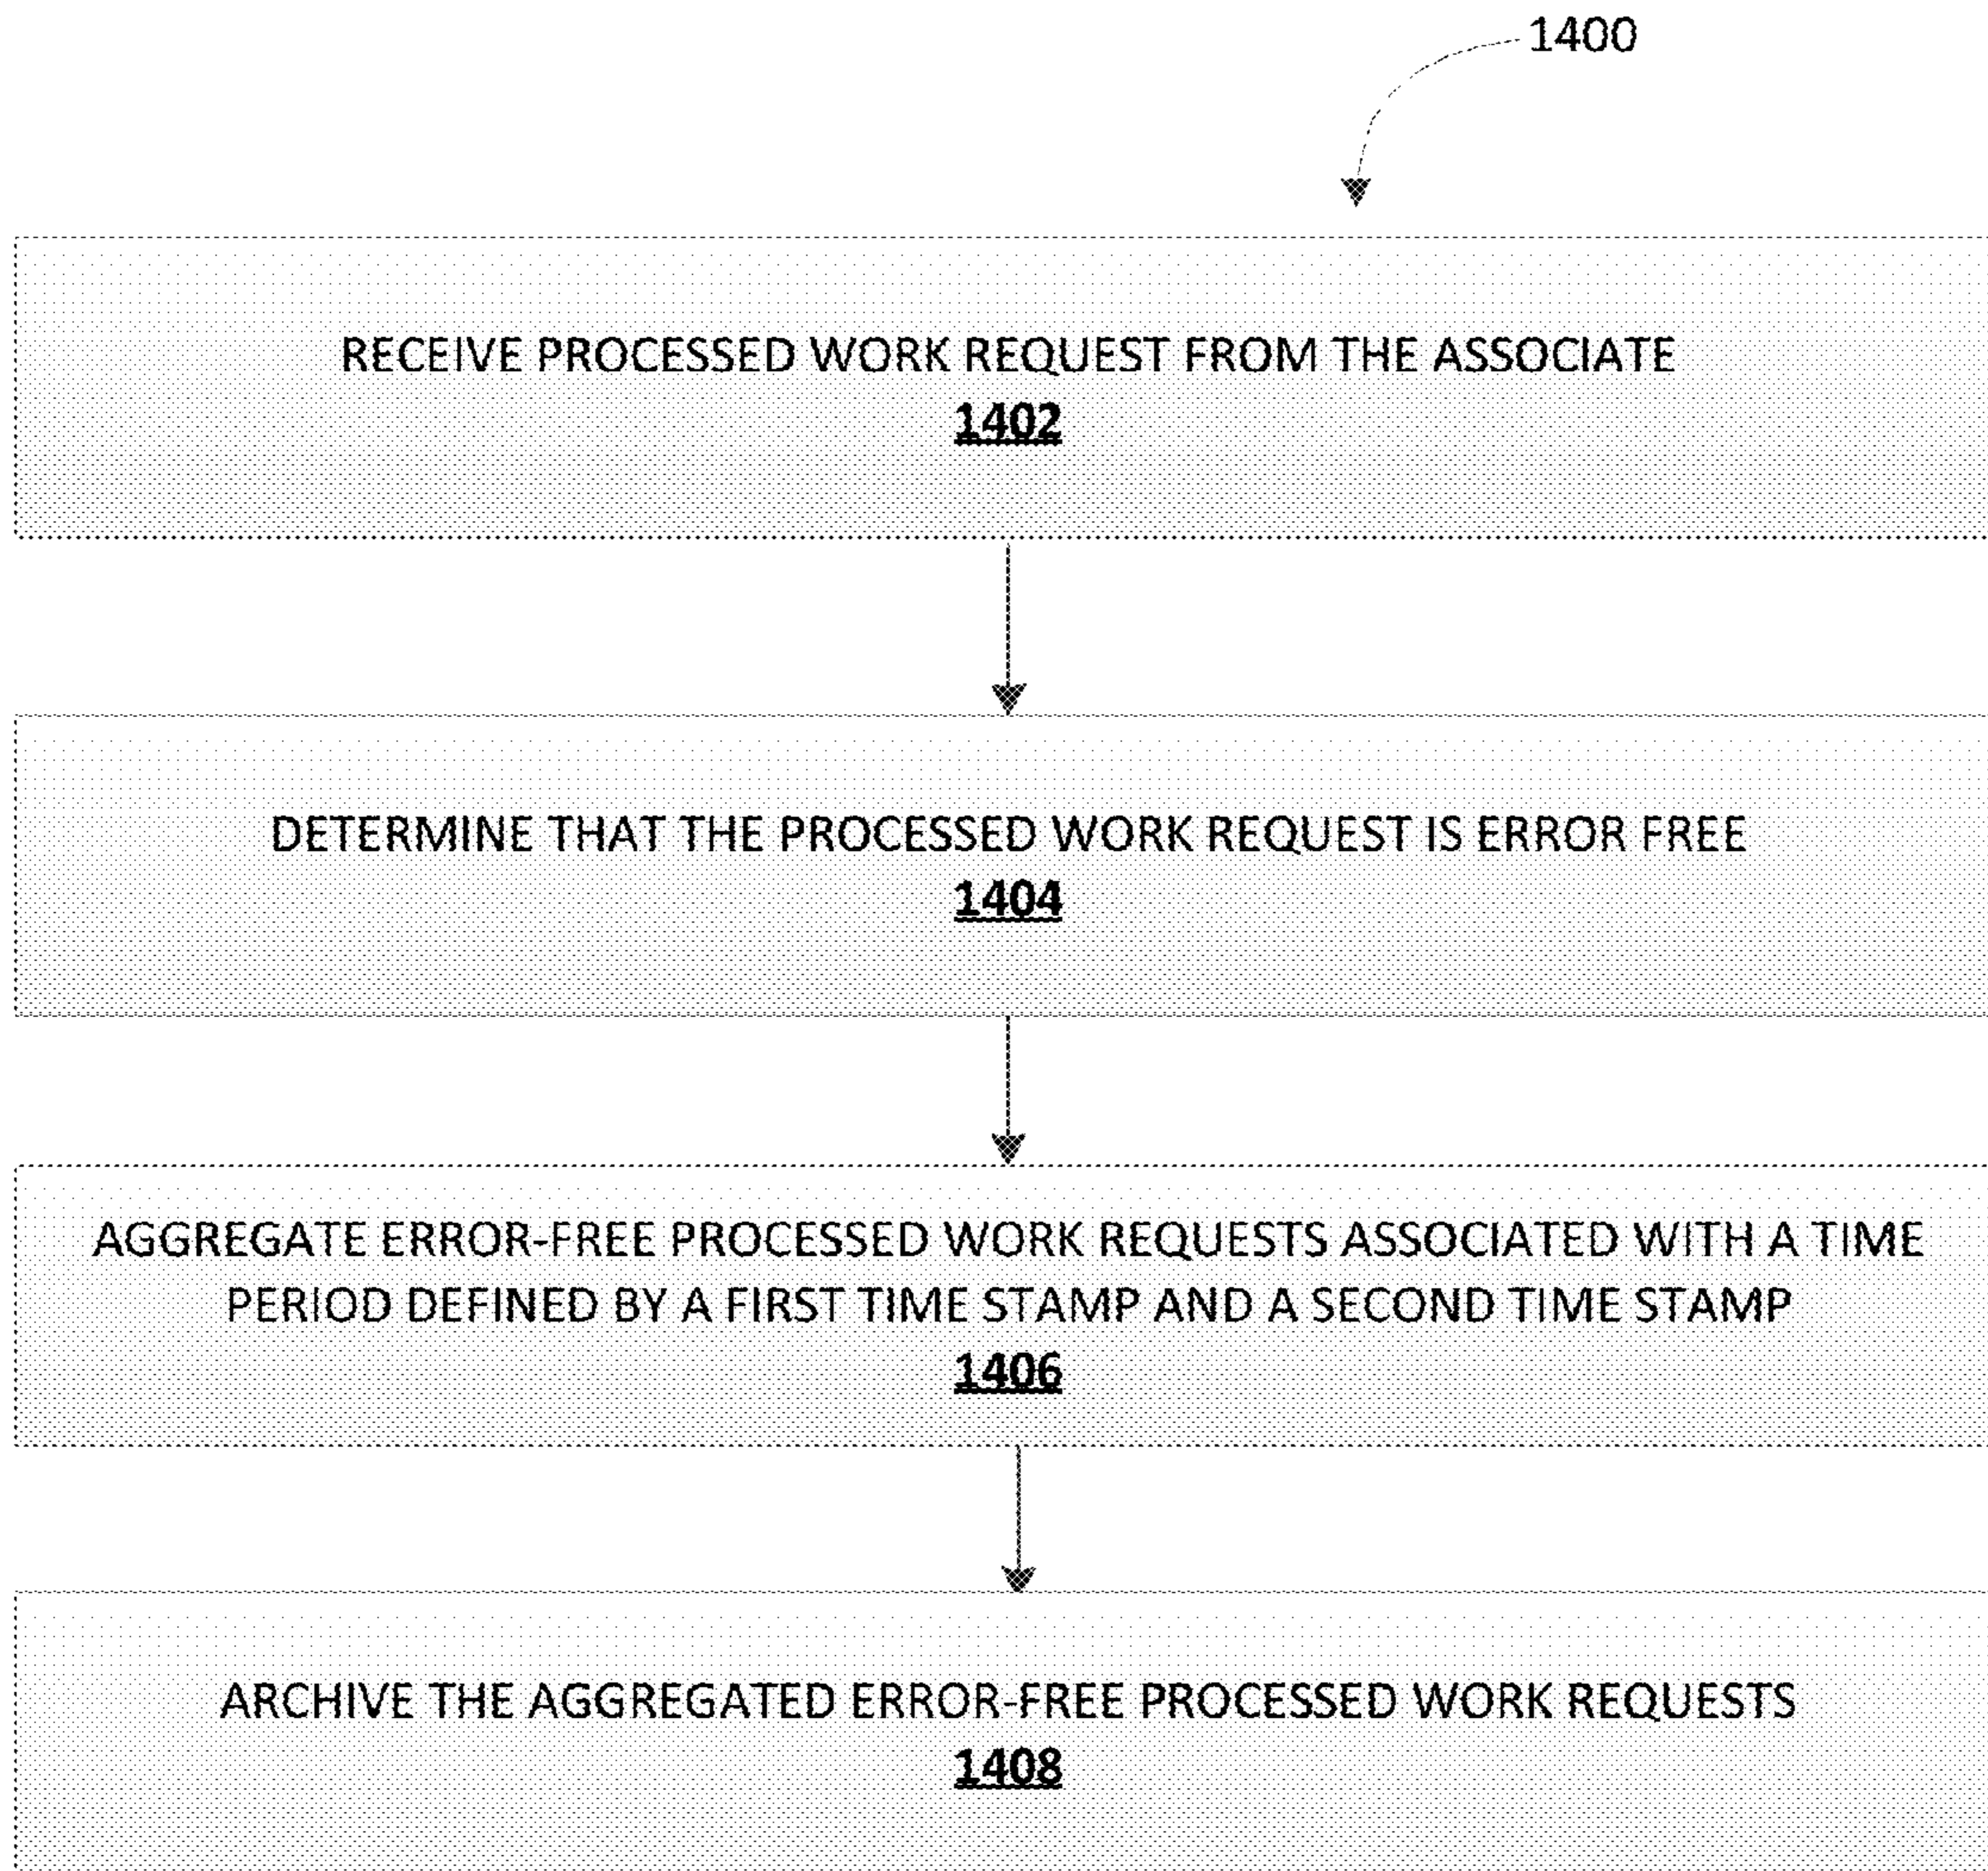 1400
RECEIVE PROCESSED WORK REQUEST FROM THE ASSOCIATE
1402
DETERMINE THAT THE PROCESSED WORK REQUEST IS ERROR FREE
1404
AGGREGATE ERROR-FREE PROCESSED WORK REQUESTS ASSOCIATED WITH A TIME
PERIOD DEFINED BY A FIRST TIME STAMP AND A SECOND TIME STAMP
1406
ARCHIVE THE AGGREGATED ERROR-FREE PROCESSED WORK REQUESTS
1408